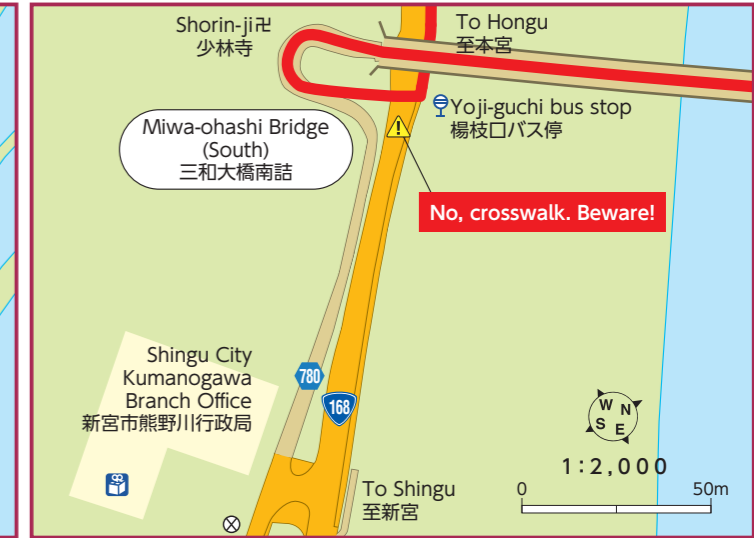 Shorin-ji卍
少林寺
To Hongu
至本宮
Yoji-guchi bus stop
楊枝口バス停
Miwa-ohashi Bridge
(South)
三和大橋南詰
!
No, crosswalk. Beware!
Shingu City
Kumanogawa
Branch Office
新宮市熊野川行政局
780
168
W N
S E
1:2,000
0 50m
To Shingu
至新宮